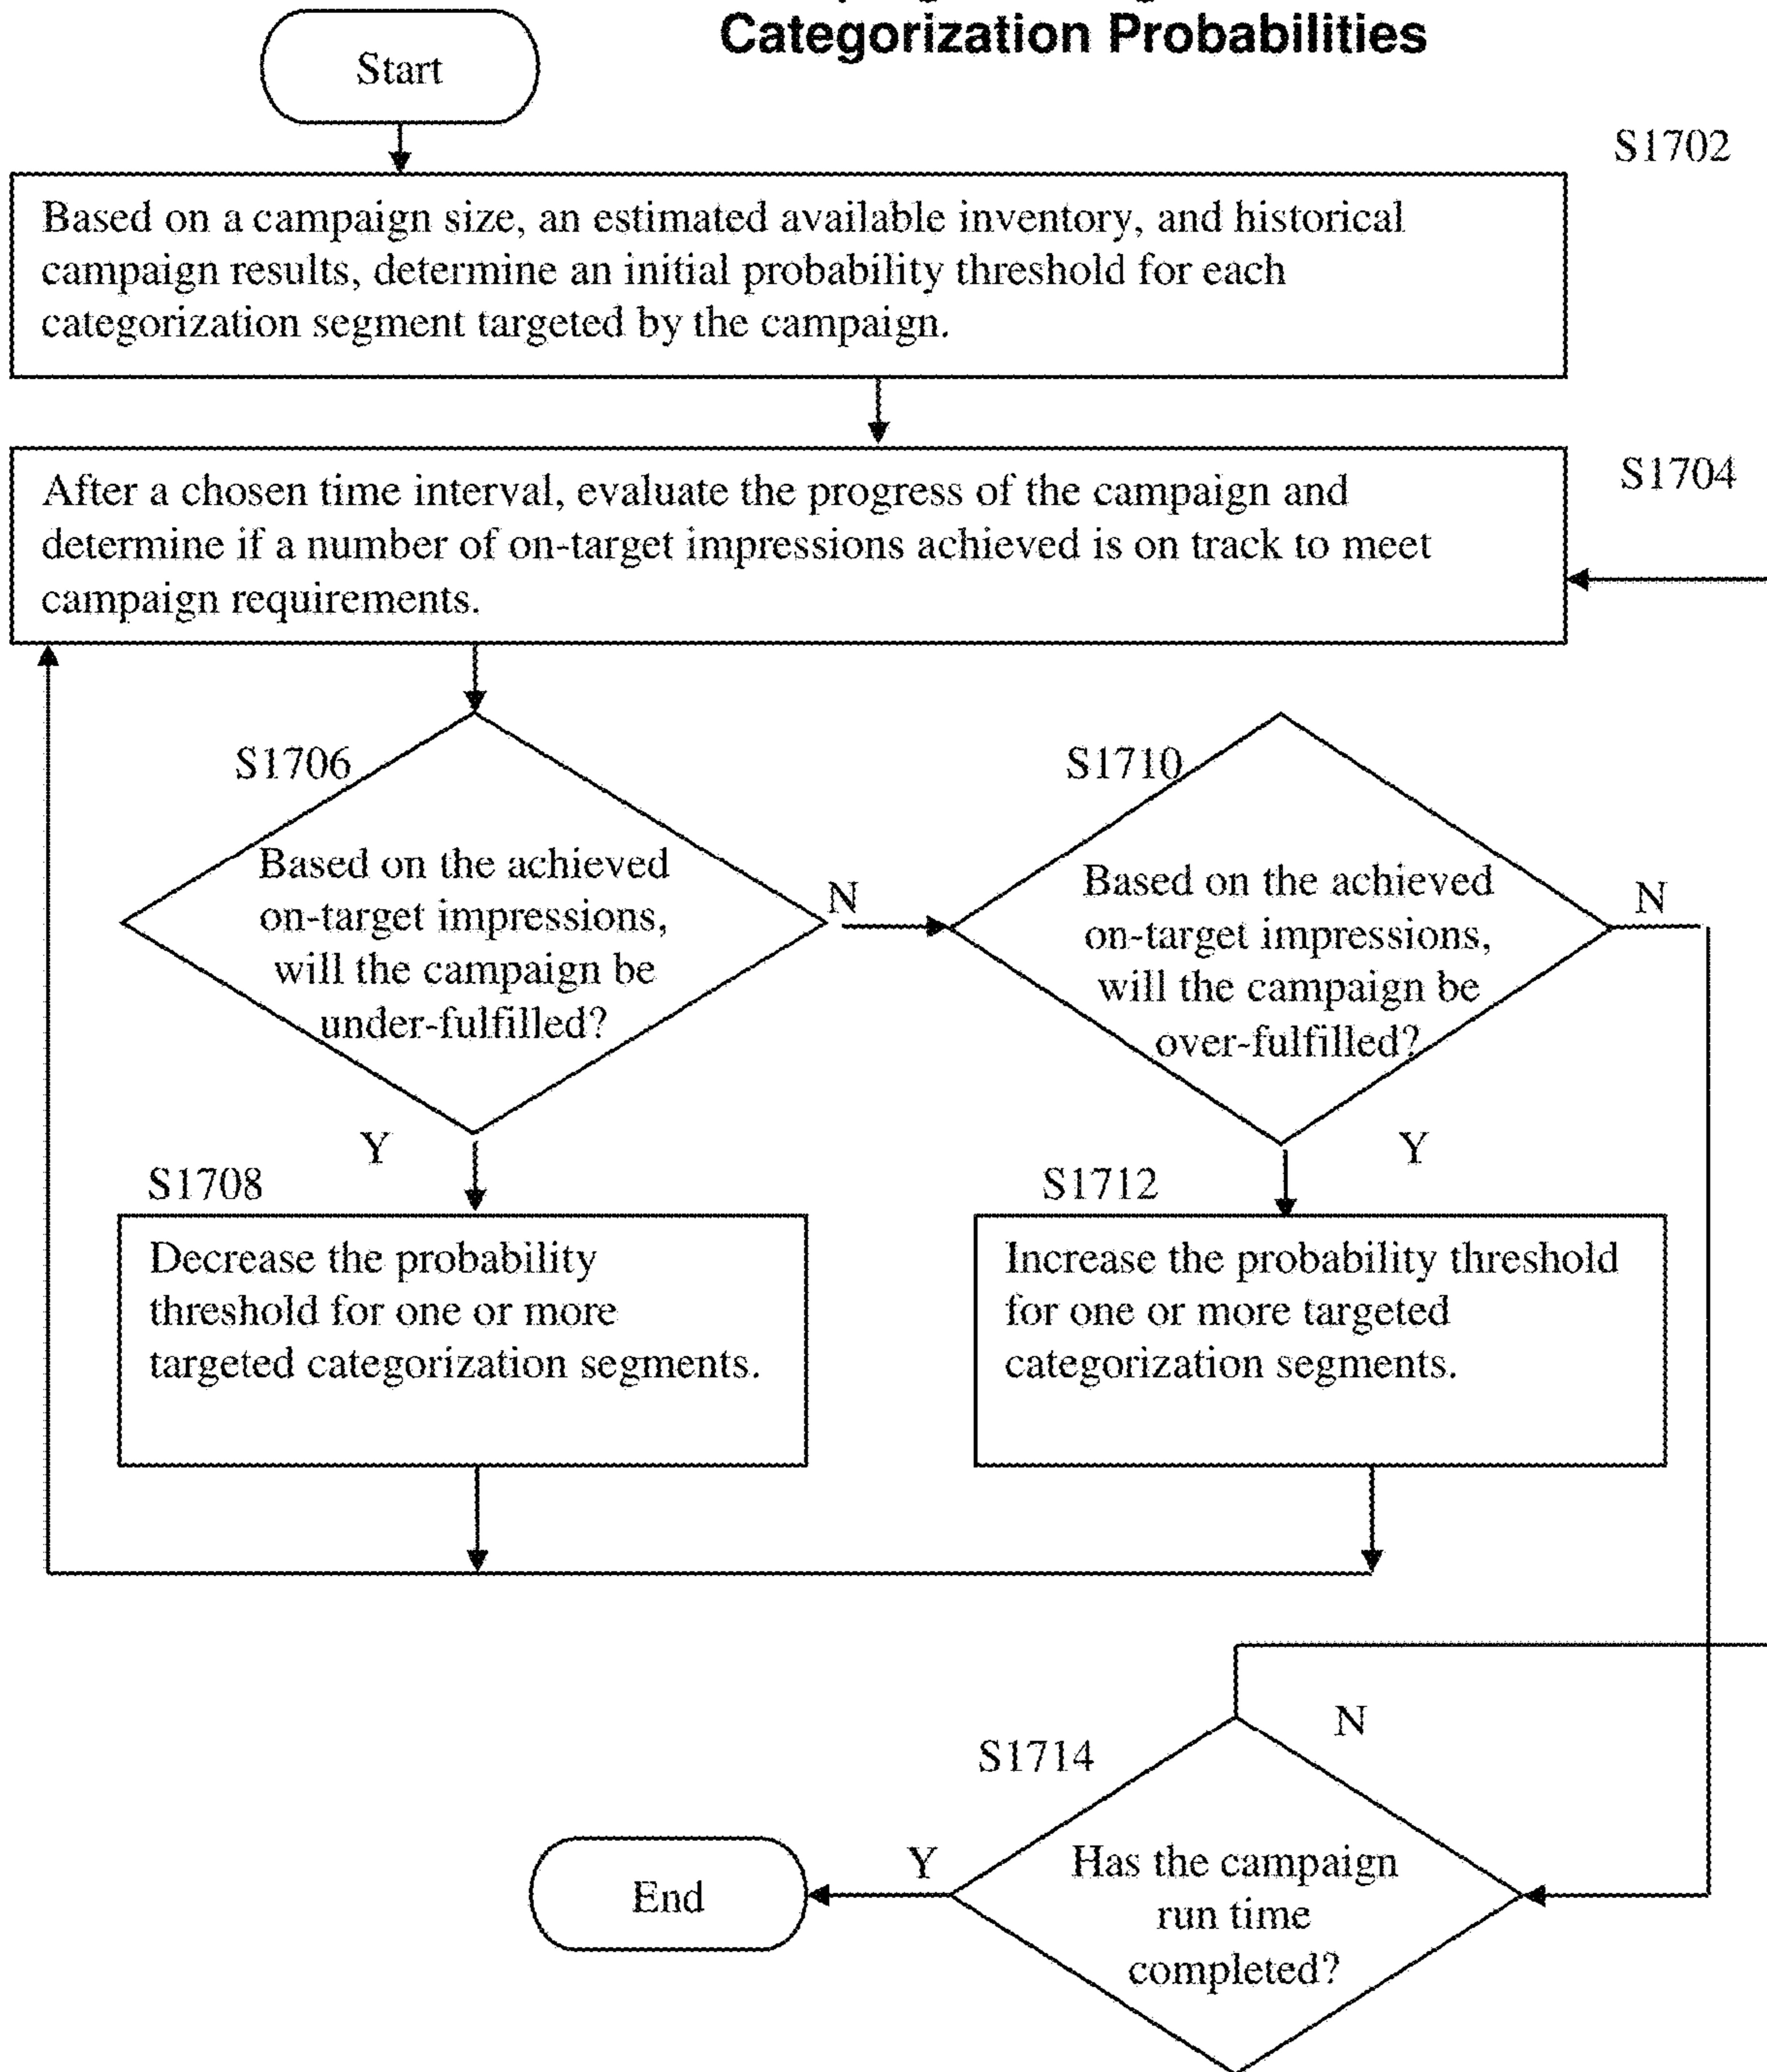 Categorization Probabilities
Start
S1702
Based on a campaign size, an estimated available inventory, and historical
campaign results, determine an initial probability threshold for each
categorization segment targeted by the campaign.
S1704
After a chosen time interval, evaluate the progress of the campaign and
determine if a number of on-target impressions achieved is on track to meet
campaign requirements.
S1706
Based on the achieved
on-target impressions,
will the campaign be
under-fulfilled?
N
S1710
Based on the achieved
on-target impressions,
will the campaign be
over-fulfilled?
N
Y
S1708
Decrease the probability
threshold for one or more
targeted categorization segments.
Y
S1712
Increase the probability threshold
for one or more targeted
categorization segments.
S1714
N
Has the campaign
run time
completed?
Y
End